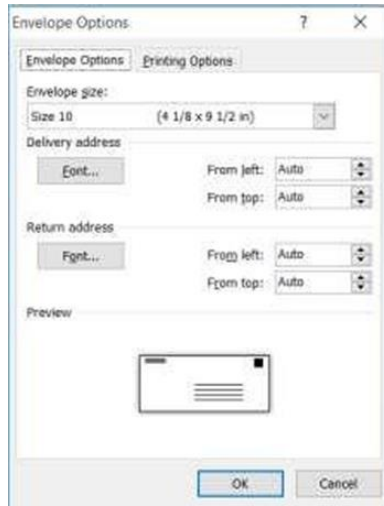 Envelope Options ? ×
Envelope Options Printing Options
Envelope size:
Size 10 (4 1/8 x 9 1/2 in)
Delivery address
Font... From left: Auto
From top: Auto
Return address
Font... From left: Auto
From top: Auto
Preview
OK Cancel